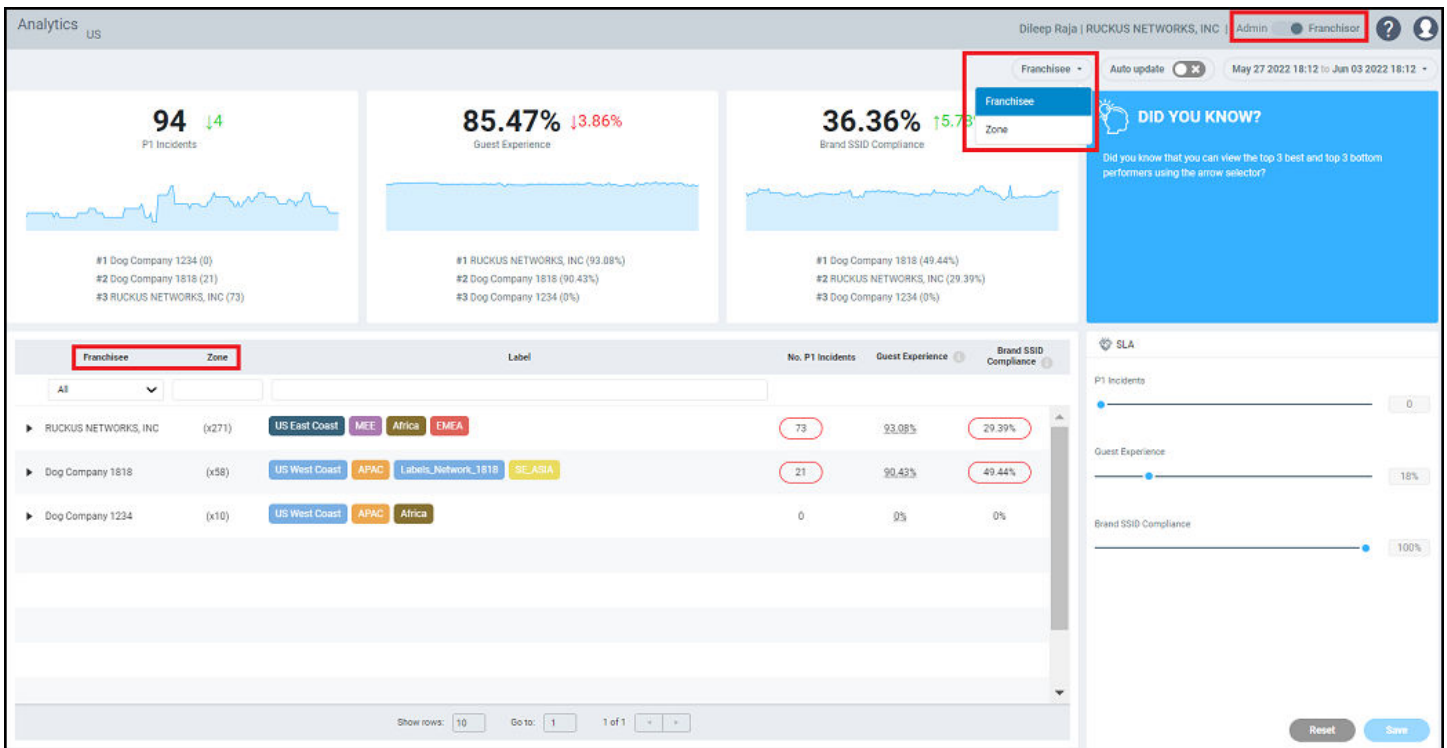 Analytics US
Dileep Raja | RUCKUS NETWORKS, INC | Admin Franchisor ?
Franchisee Auto update May 27 2022 18:12 to Jun 03 2022 18:12
Franchisee
Zone
94 ↓4
P1 Incidents
#1 Dog Company 1234 (0)
#2 Dog Company 1818 (21)
#3 RUCKUS NETWORKS, INC (73)
85.47% ↓3.86%
Guest Experience
#1 RUCKUS NETWORKS, INC (93.08%)
#2 Dog Company 1818 (90.43%)
#3 Dog Company 1234 (0%)
36.36%
Brand SSID Compliance
#1 Dog Company 1818 (49.44%)
#2 RUCKUS NETWORKS, INC (29.39%)
#3 Dog Company 1234 (0%)
DID YOU KNOW?
Did you know that you can view the top 3 best and top 3 bottom
performers using the arrow selector?
Franchisee Zone Label No. P1 Incidents Guest Experience Brand SSID
Compliance
All
RUCKUS NETWORKS, INC (x271) US East Coast MEE Africa EMEA 73 93.08% 29.39%
Dog Company 1818 (x58) US West Coast APAC Labels_Network_1818 SE_ASIA 21 90.43% 49.44%
Dog Company 1234 (x10) US West Coast APAC Africa 0 0% 0%
Show rows: 10 Go to: 1 1 of 1
SLA
P1 Incidents
0
Guest Experience
18%
Brand SSID Compliance
100%
Reset Save